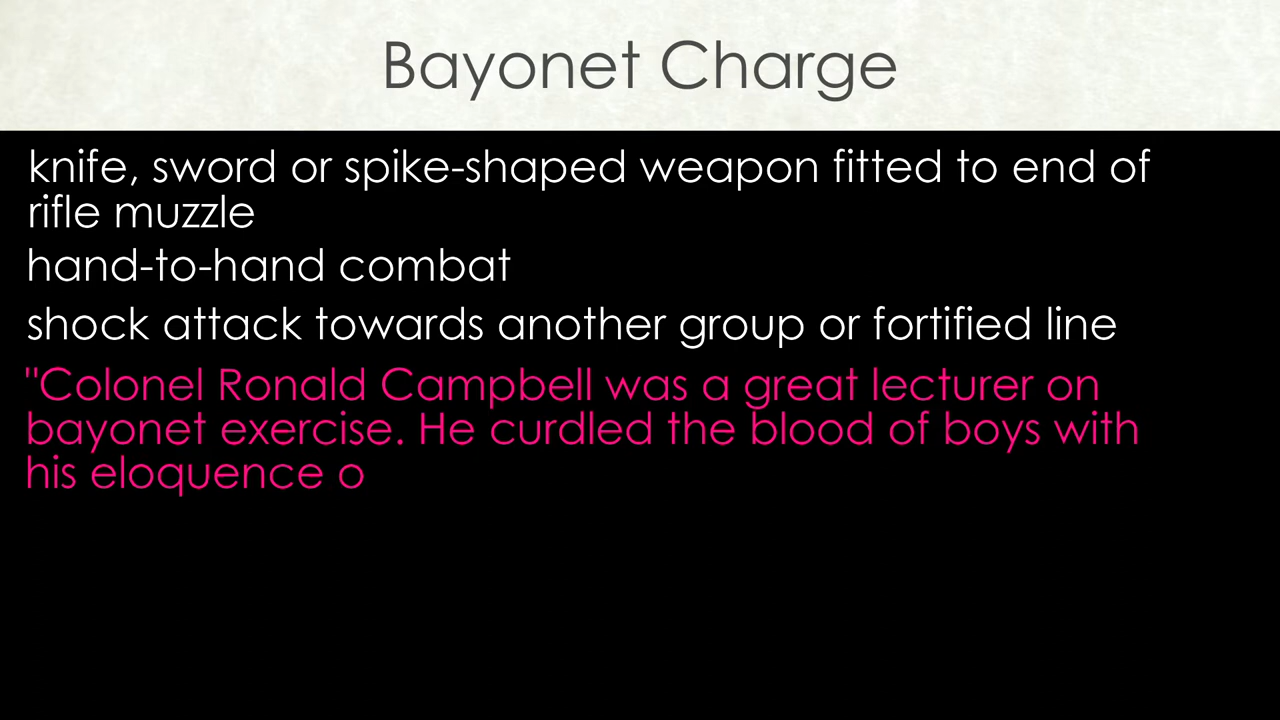 Bayonet Charge
knife, sword or spike-shaped weapon fitted to end of
rifle muzzle
hand-to-hand combat
shock attack towards another group or fortified line
"Colonel Ronald Campbell was a great lecturer on
bayonet exercise. He curdled the blood of boys with
his eloquence o